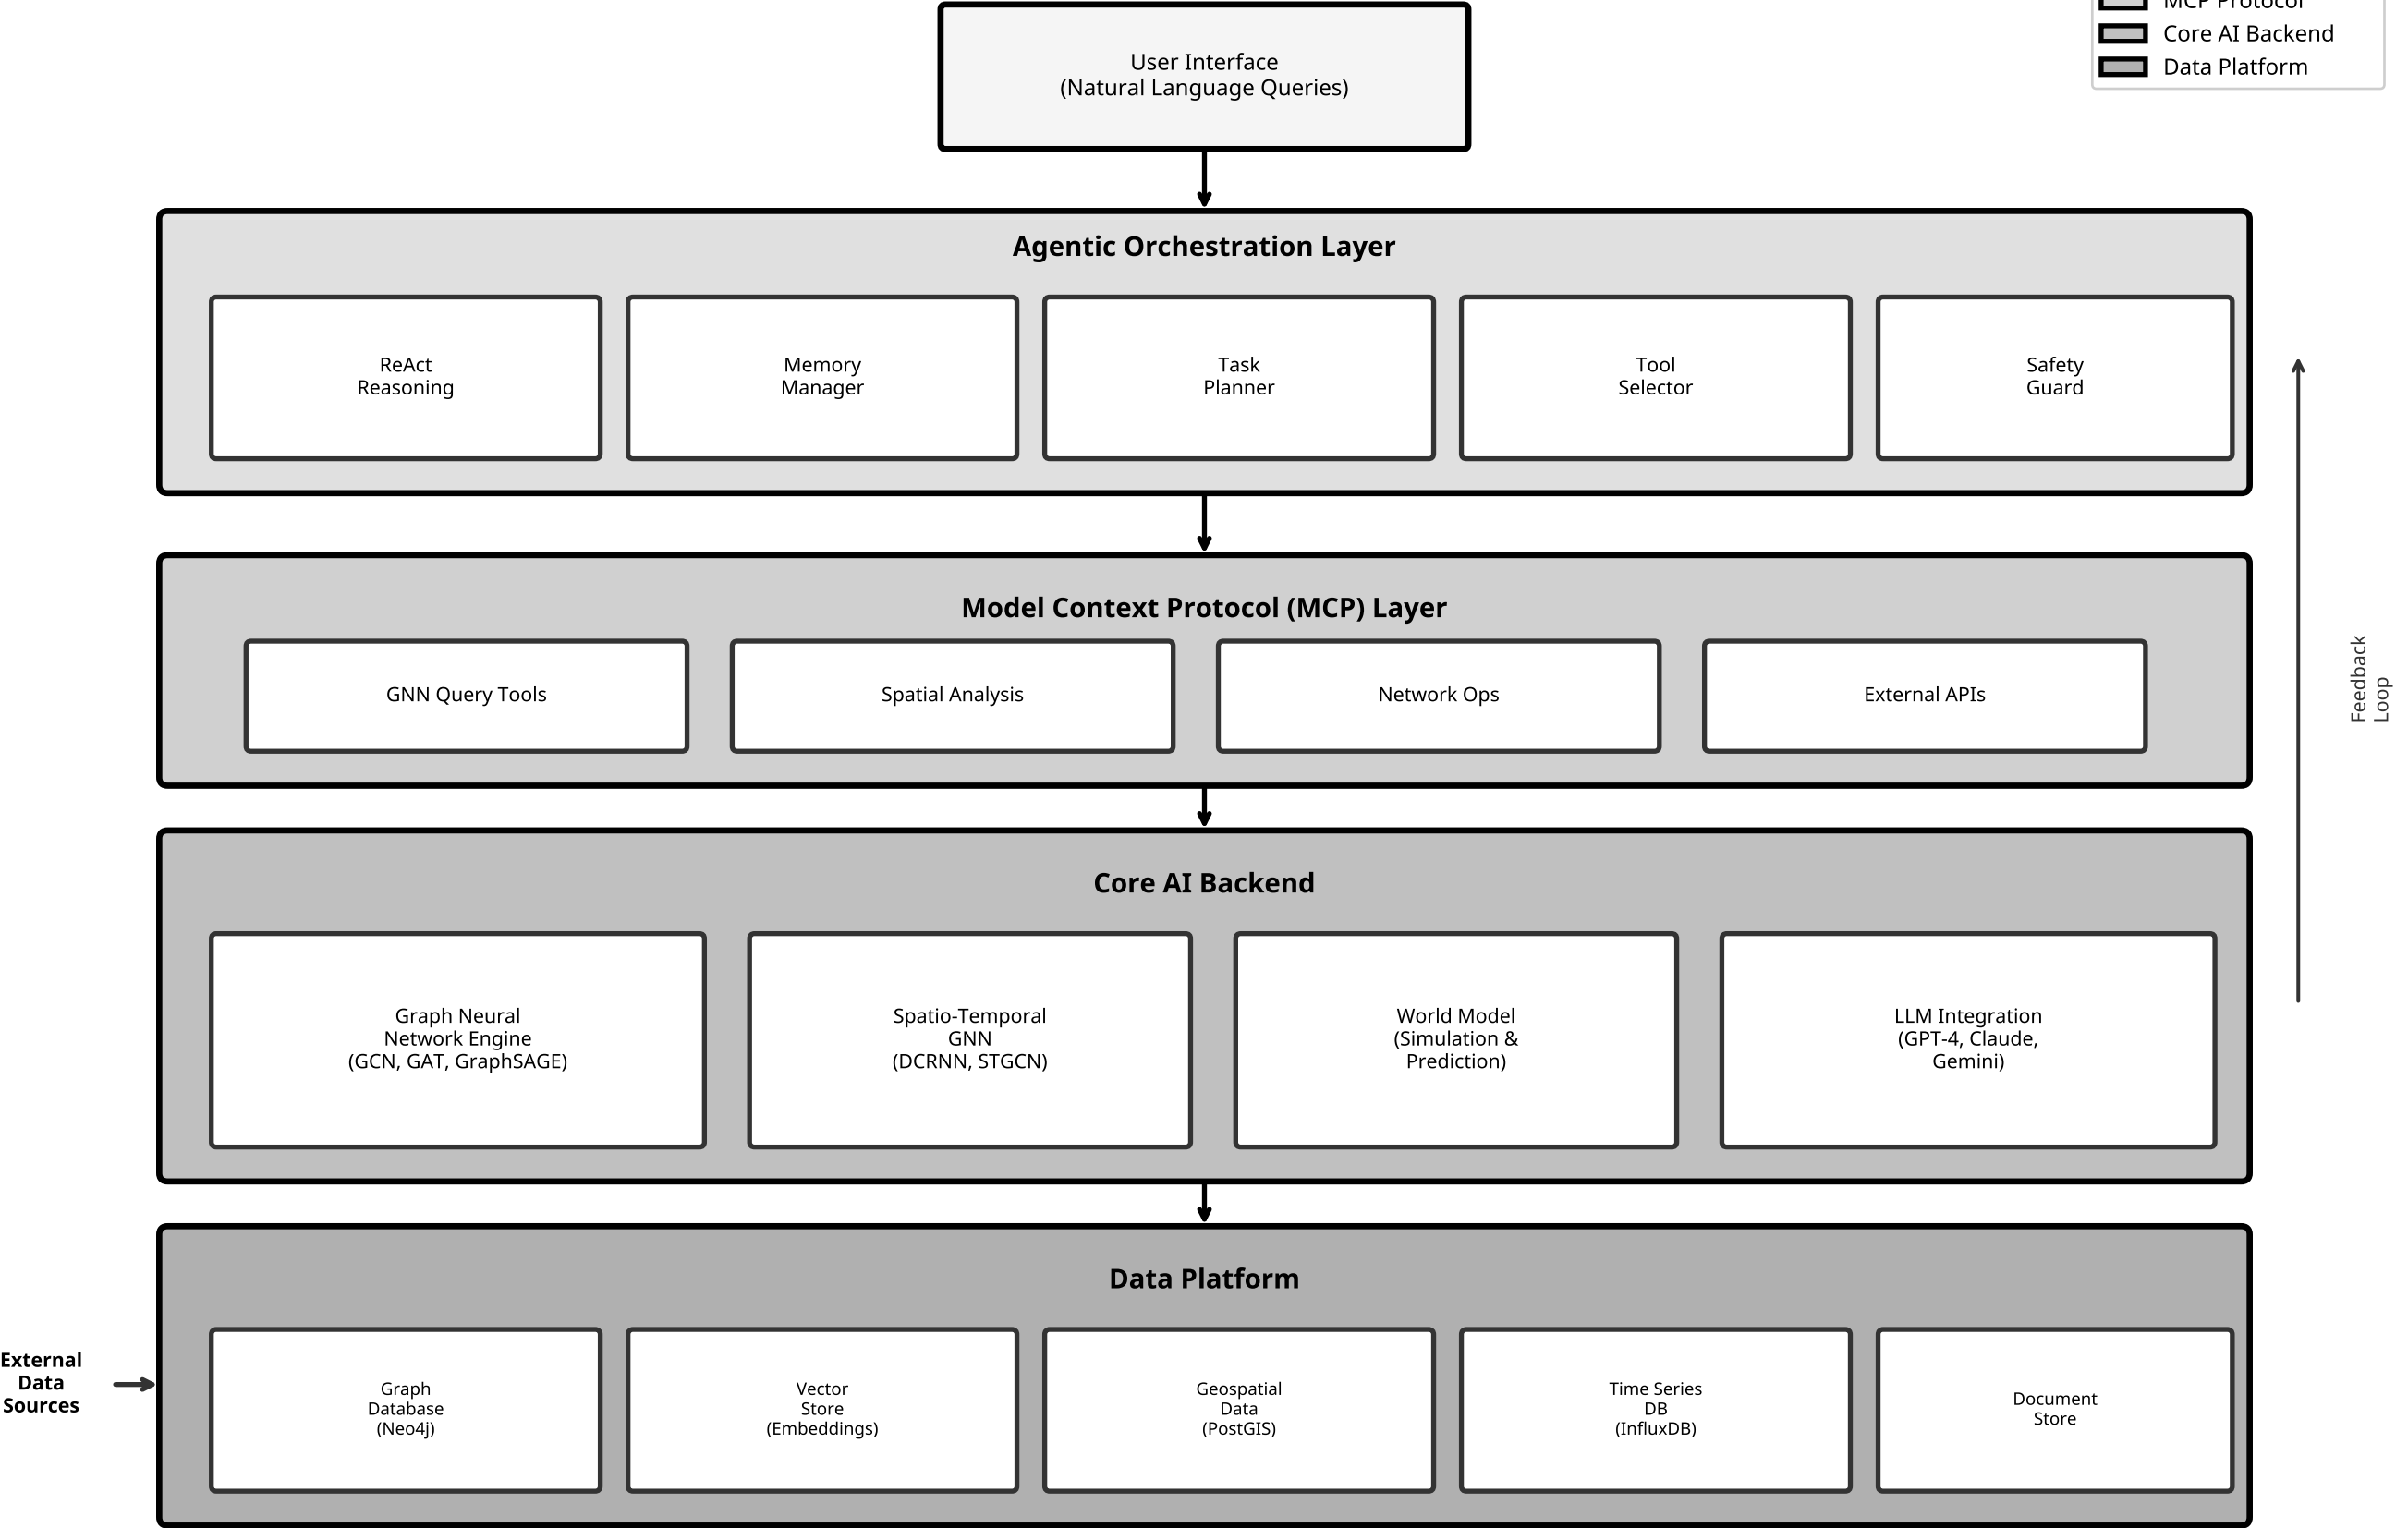 MCP Protocol
Core AI Backend
Data Platform
User Interface
(Natural Language Queries)
Agentic Orchestration Layer
ReAct
Reasoning
Memory
Manager
Task
Planner
Tool
Selector
Safety
Guard
Model Context Protocol (MCP) Layer
GNN Query Tools
Spatial Analysis
Network Ops
External APIs
Feedback
Loop
Core AI Backend
Graph Neural
Network Engine
(GCN, GAT, GraphSAGE)
Spatio-Temporal
GNN
(DCRNN, STGCN)
World Model
(Simulation &
Prediction)
LLM Integration
(GPT-4, Claude,
Gemini)
Data Platform
External
Data
Sources
Graph
Database
(Neo4j)
Vector
Store
(Embeddings)
Geospatial
Data
(PostGIS)
Time Series
DB
(InfluxDB)
Document
Store